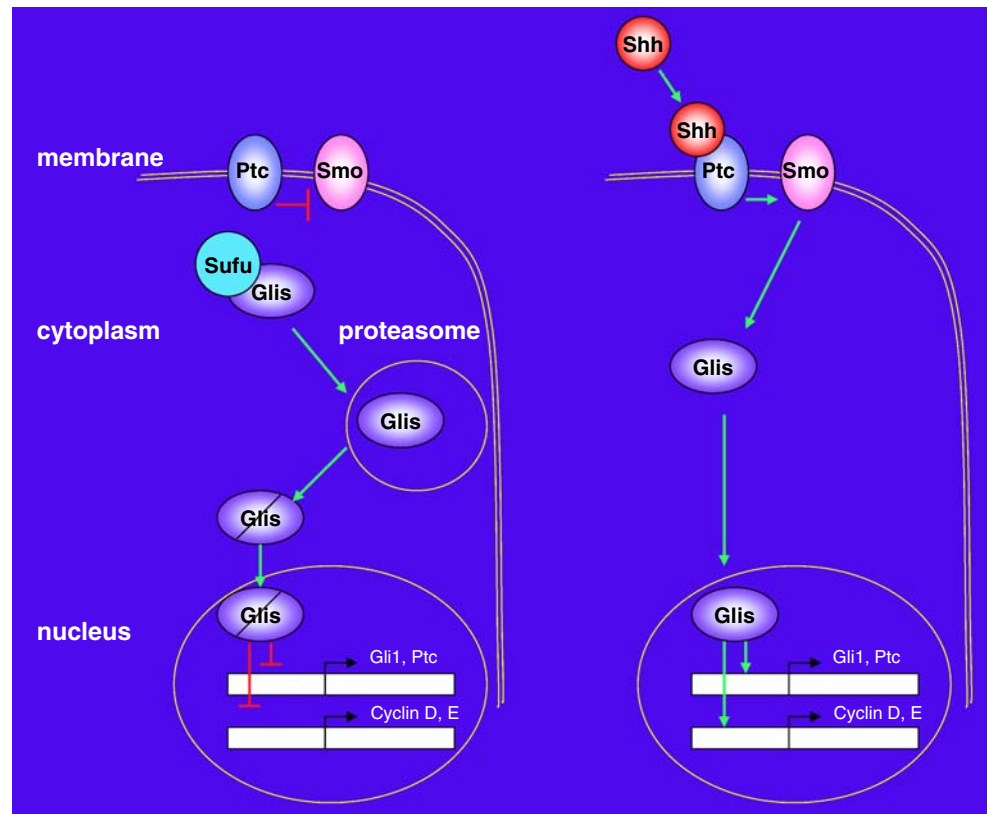 Shh
Shh
membrane
Ptc
Smo
Ptc
Smo
Sufu
Glis
cytoplasm
proteasome
Glis
Glis
Glis
Glis
Glis
nucleus
Gli1, Ptc
Cyclin D, E
Glis
Gli1, Ptc
Cyclin D, E